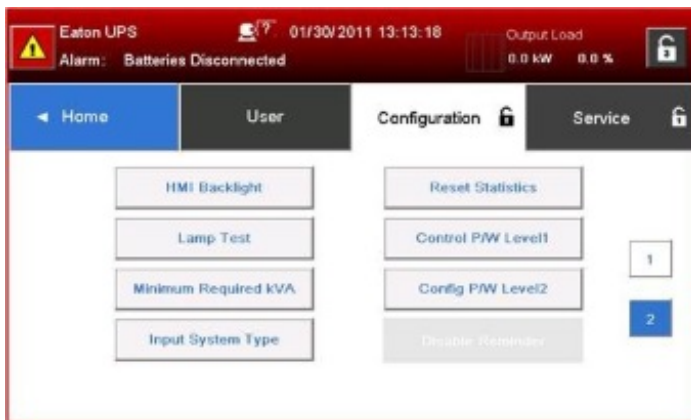 Eaton UPS
01/30/2011 13:13:18
Output Load
Alarm: Batteries Disconnected
0.0 kW 0.0 %
Home
User
Configuration
Service
HMI Backlight
Reset Statistics
Lamp Test
Control P/W Level1
Minimum Required kVA
Config P/W Level2
Input System Type
Disable Reminder
1
2